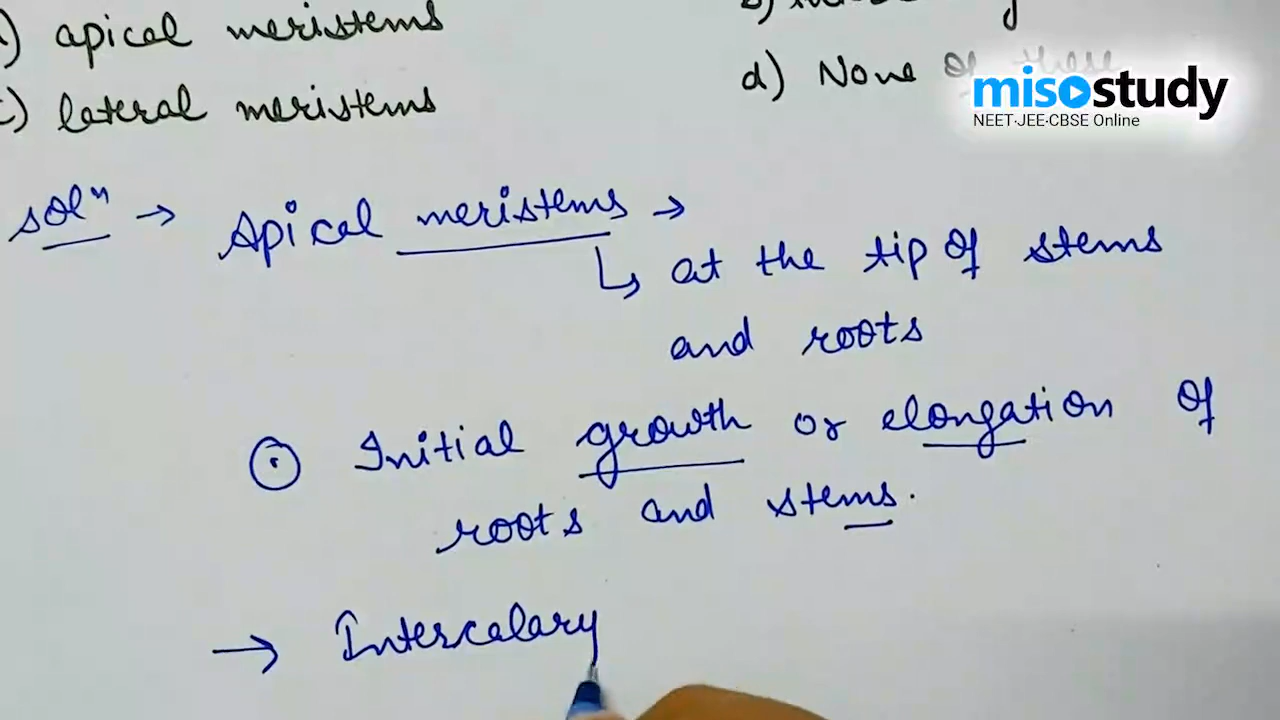 ) apical meristems
b)
c) lateral meristems
d) None of these
misostudy
NEET·JEE·CBSE Online
solⁿ → Apical meristems →
↳ at the tip of stems
and roots
⊙ Initial growth or elongation of
roots and stems.
→ Intercalary